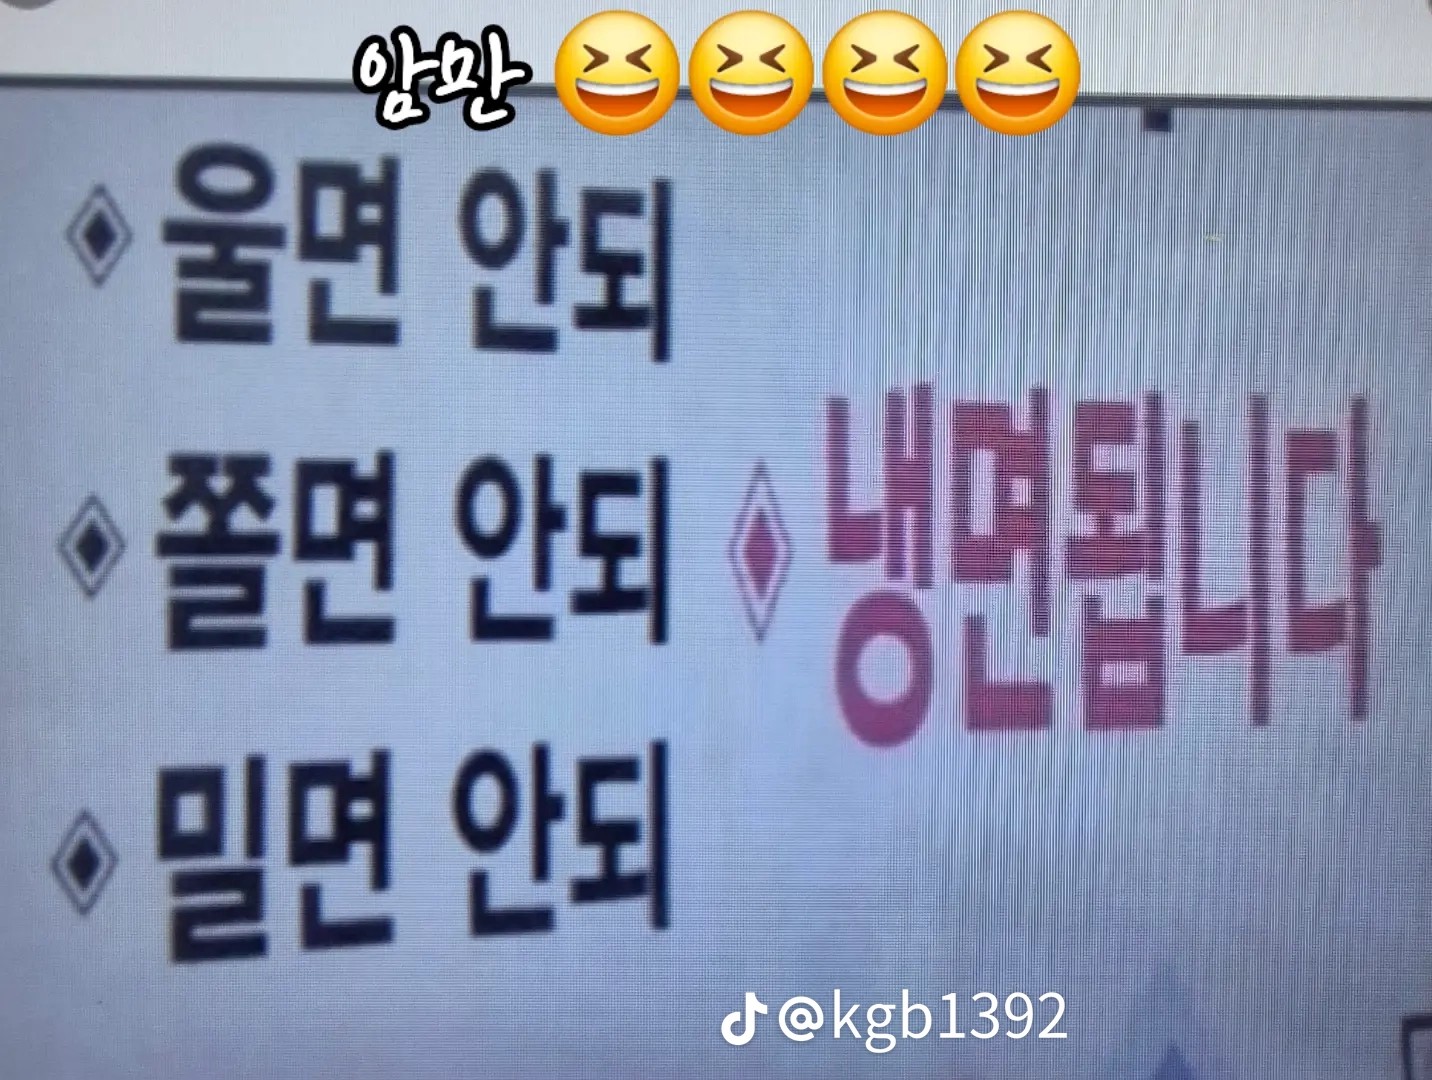 암만 😆😆😆😆
울면 안되
쫄면 안되
냉면됩니다
밀면 안되
@kgb1392